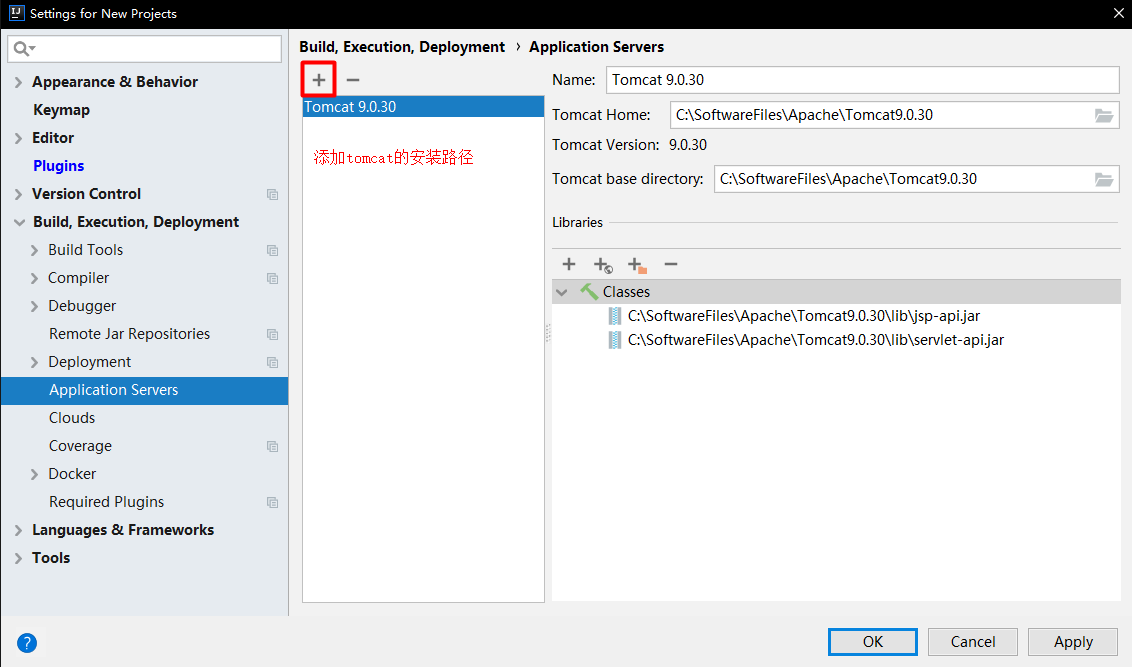 Settings for New Projects
Build, Execution, Deployment › Application Servers
Appearance & Behavior
Keymap
Editor
Plugins
Version Control
Build, Execution, Deployment
Build Tools
Compiler
Debugger
Remote Jar Repositories
Deployment
Application Servers
Clouds
Coverage
Docker
Required Plugins
Languages & Frameworks
Tools
Tomcat 9.0.30
添加tomcat的安装路径
Name: Tomcat 9.0.30
Tomcat Home: C:\SoftwareFiles\Apache\Tomcat9.0.30
Tomcat Version: 9.0.30
Tomcat base directory: C:\SoftwareFiles\Apache\Tomcat9.0.30
Libraries
Classes
C:\SoftwareFiles\Apache\Tomcat9.0.30\lib\jsp-api.jar
C:\SoftwareFiles\Apache\Tomcat9.0.30\lib\servlet-api.jar
? OK Cancel Apply